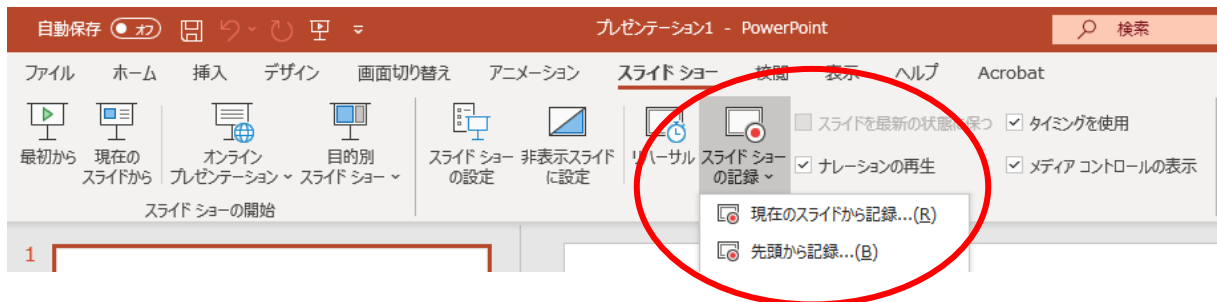 自動保存 オフ プレゼンテーション1 - PowerPoint 検索
ファイル ホーム 挿入 デザイン 画面切り替え アニメーション スライド ショー 校閲 表示 ヘルプ Acrobat
最初から
現在の
スライドから
オンライン
プレゼンテーション
目的別
スライド ショー
スライド ショー
の設定
非表示スライド
に設定
リハーサル
スライド ショー
の記録
スライドを最新の状態に保つ
タイミングを使用
ナレーションの再生
メディア コントロールの表示
スライド ショーの開始
現在のスライドから記録...(R)
先頭から記録...(B)
1